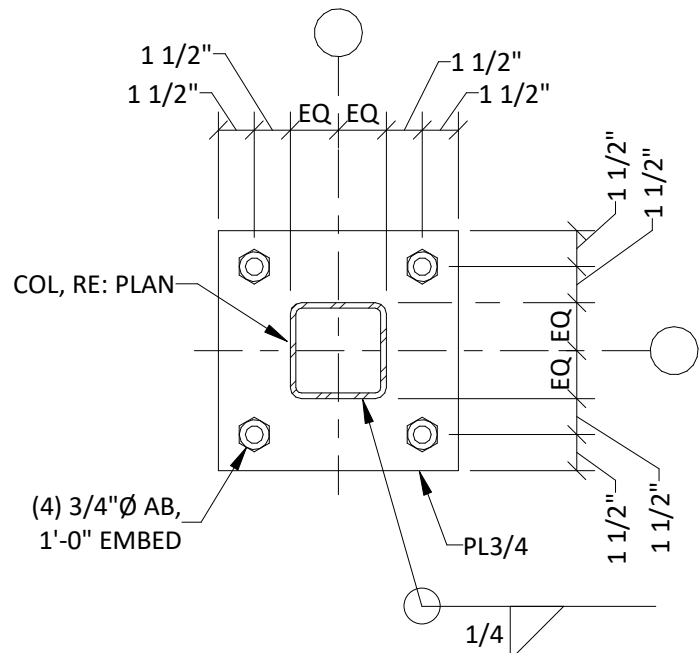 1 1/2"
1 1/2"
1 1/2"
1 1/2"
EQ
EQ
1 1/2"
1 1/2"
COL, RE: PLAN
EQ
EQ
(4) 3/4"Ø AB,
1'-0" EMBED
PL3/4
1 1/2"
1 1/2"
1/4